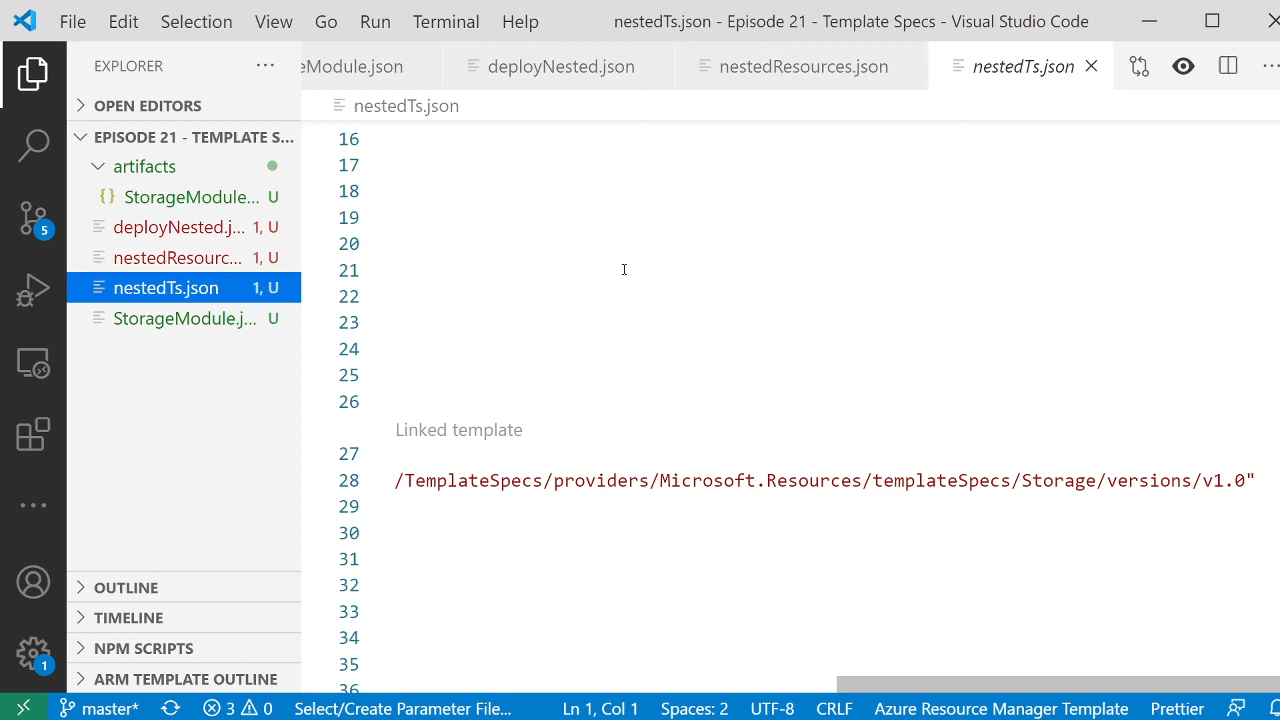 File Edit Selection View Go Run Terminal Help nestedTs.json - Episode 21 - Template Specs - Visual Studio Code
EXPLORER ···
OPEN EDITORS
EPISODE 21 - TEMPLATE S...
artifacts
{} StorageModule... U
deployNested.j... 1, U
nestedResourc... 1, U
nestedTs.json 1, U
StorageModule.j... U
OUTLINE
TIMELINE
NPM SCRIPTS
ARM TEMPLATE OUTLINE
5
1
eModule.json deployNested.json nestedResources.json nestedTs.json
nestedTs.json
16
17
18
19
20
21
22
23
24
25
26
Linked template
27
28 /TemplateSpecs/providers/Microsoft.Resources/templateSpecs/Storage/versions/v1.0"
29
30
31
32
33
34
35
36
master* 3 0 Select/Create Parameter File... Ln 1, Col 1 Spaces: 2 UTF-8 CRLF Azure Resource Manager Template Prettier